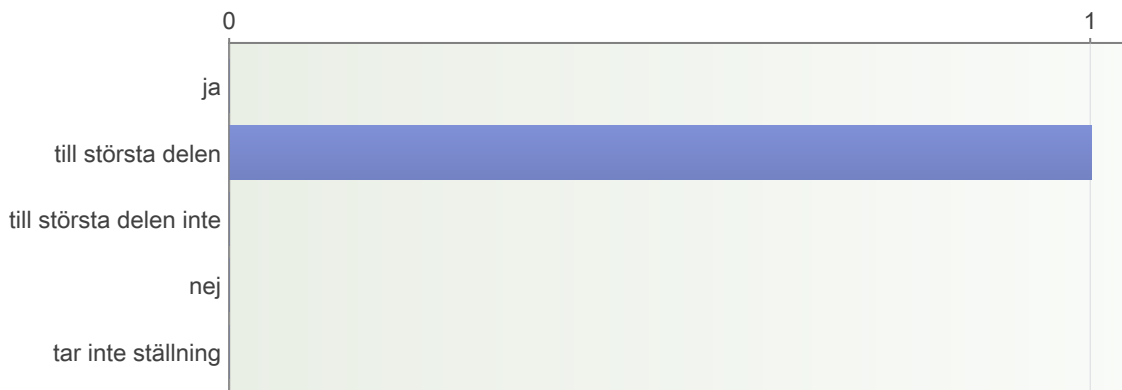 0 1
ja
till största delen
till största delen inte
nej
tar inte ställning